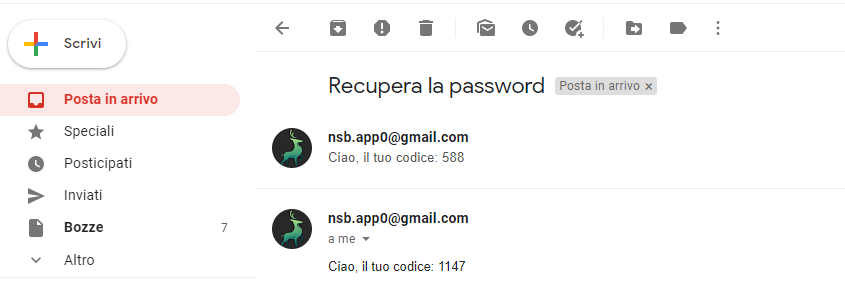 Scrivi
Posta in arrivo
Speciali
Posticipati
Inviati
Bozze 7
Altro
Recupera la password Posta in arrivo ×
nsb.app0@gmail.com
Ciao, il tuo codice: 588
nsb.app0@gmail.com
a me
Ciao, il tuo codice: 1147